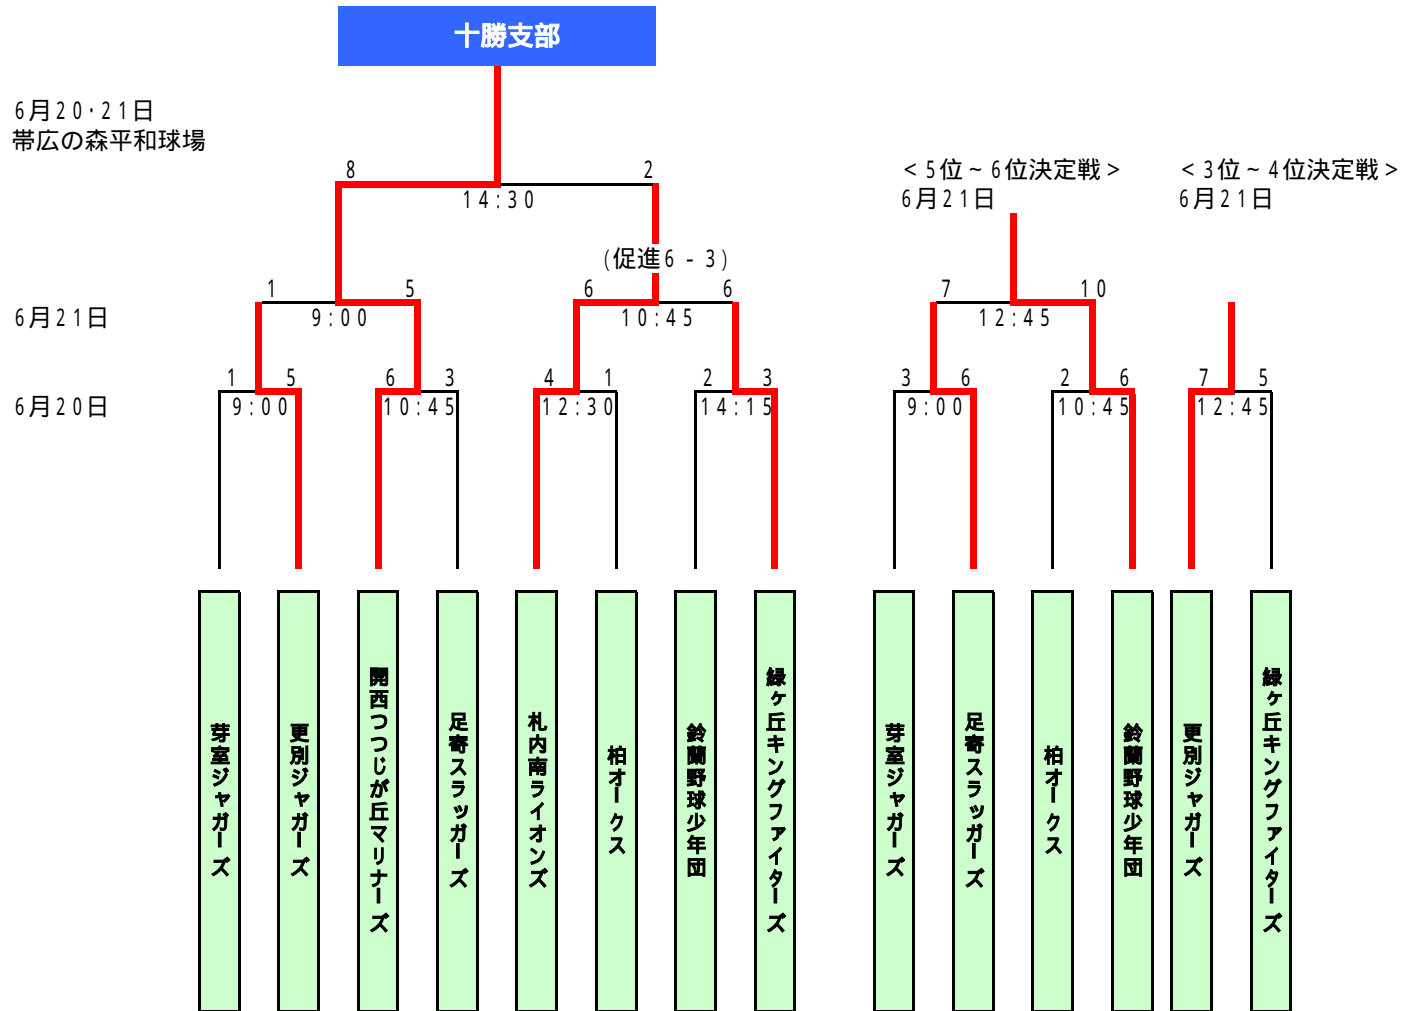 十勝支部
6月20・21日
帯広の森平和球場
8 2
14:30
<5位~6位決定戦>
6月21日
<3位~4位決定戦>
6月21日
(促進6-3)
1 5 6 6 7 10
6月21日
9:00 10:45 12:45
1 5 6 3 4 1 2 3 3 6 2 6 7 5
6月20日
9:00 10:45 12:30 14:15 9:00 10:45 12:45
芽室ジャガーズ
更別ジャガーズ
開西つつじが丘マリナーズ
足寄スラッガーズ
札内南ライオンズ
柏オークス
鈴蘭野球少年団
緑ヶ丘キングファイターズ
芽室ジャガーズ
足寄スラッガーズ
柏オークス
鈴蘭野球少年団
更別ジャガーズ
緑ヶ丘キングファイターズ